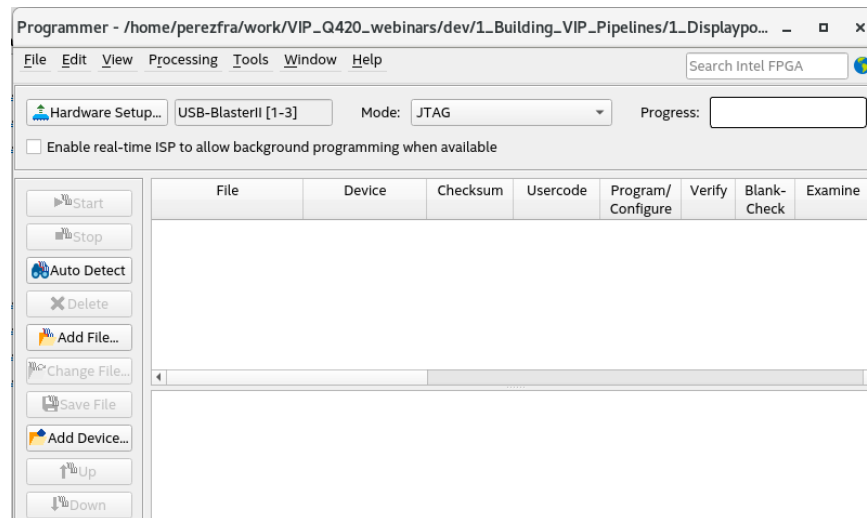 Programmer - /home/perezfra/work/VIP_Q420_webinars/dev/1_Building_VIP_Pipelines/1_Displaypo...
File Edit View Processing Tools Window Help
Search Intel FPGA
Hardware Setup... USB-BlasterII [1-3] Mode: JTAG Progress:
Enable real-time ISP to allow background programming when available
File Device Checksum Usercode Program/ Verify Blank- Examine
Configure Check
Start
Stop
Auto Detect
Delete
Add File...
Change File...
Save File
Add Device...
Up
Down